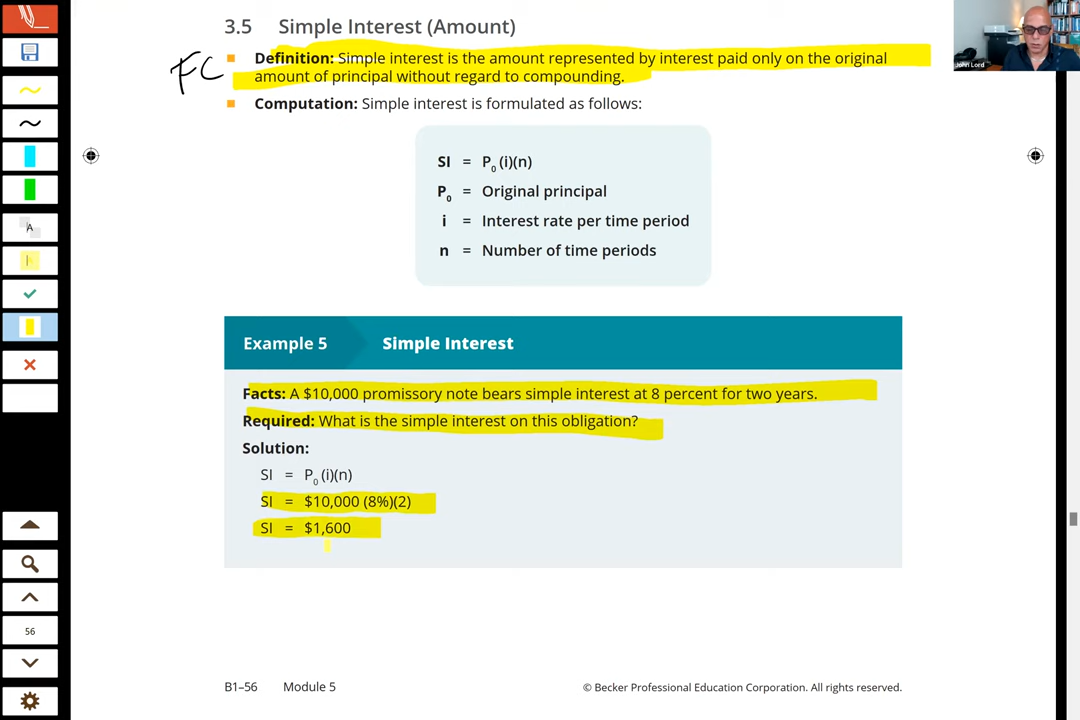 3.5 Simple Interest (Amount)
FC
Definition: Simple interest is the amount represented by interest paid only on the original
amount of principal without regard to compounding.
Computation: Simple interest is formulated as follows:
SI = P0 (i)(n)
P0 = Original principal
i = Interest rate per time period
n = Number of time periods
Example 5 Simple Interest
Facts: A $10,000 promissory note bears simple interest at 8 percent for two years.
Required: What is the simple interest on this obligation?
Solution:
SI = P0 (i)(n)
SI = $10,000 (8%)(2)
SI = $1,600
B1–56 Module 5
© Becker Professional Education Corporation. All rights reserved.
A
56
John Lord